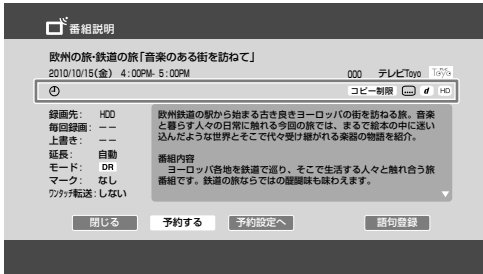 番組説明
欧州の旅・鉄道の旅「音楽のある街を訪ねて」
2010/10/15(金) 4:00PM- 5:00PM 000 テレビToyo Toyo
コピー制限 d HD
録画先: HDD
毎回録画: ーー
上書き: ーー
延長: 自動
モード: DR
マーク: なし
ワンタッチ転送: しない
欧州鉄道の駅から始まる古き良きヨーロッパの街を訪ねる旅。音楽
と暮らす人々の日常に触れる今回の旅では、まるで絵本の中に迷い
込んだような世界とそこで代々受け継がれる楽器の物語を紹介。
番組内容
ヨーロッパ各地を鉄道で巡り、そこで生活する人々と触れ合う旅
番組です。鉄道の旅ならではの醍醐味も味わえます。
閉じる 予約する 予約設定へ 語句登録